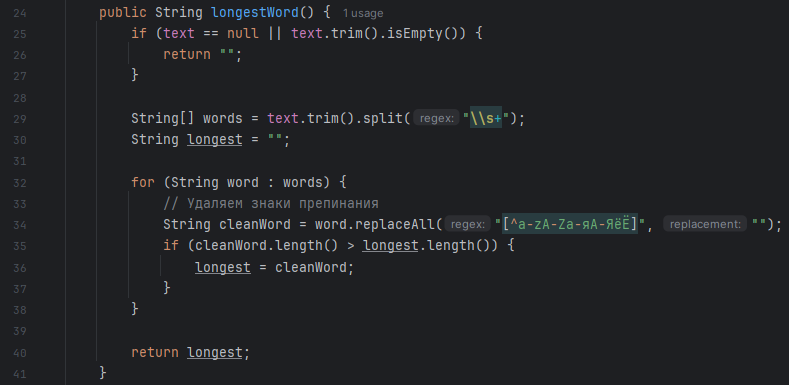 24 public String longestWord() { 1 usage
25 if (text == null || text.trim().isEmpty()) {
26 return "";
27 }
28
29 String[] words = text.trim().split( regex: "\\s+");
30 String longest = "";
31
32 for (String word : words) {
33 // Удаляем знаки препинания
34 String cleanWord = word.replaceAll( regex: "[^a-zA-Zа-яА-ЯёЁ]", replacement: "");
35 if (cleanWord.length() > longest.length()) {
36 longest = cleanWord;
37 }
38 }
39
40 return longest;
41 }